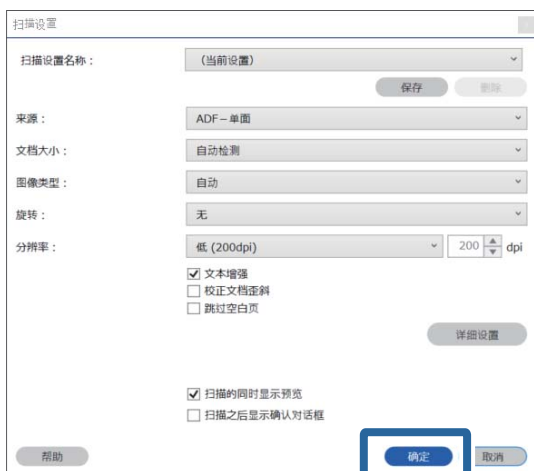 扫描设置
扫描设置名称： （当前设置）
保存 删除
来源： ADF－单面
文档大小： 自动检测
图像类型： 自动
旋转： 无
分辨率： 低 (200dpi) 200 dpi
文本增强
校正文档歪斜
跳过空白页
详细设置
扫描的同时显示预览
扫描之后显示确认对话框
帮助 确定 取消